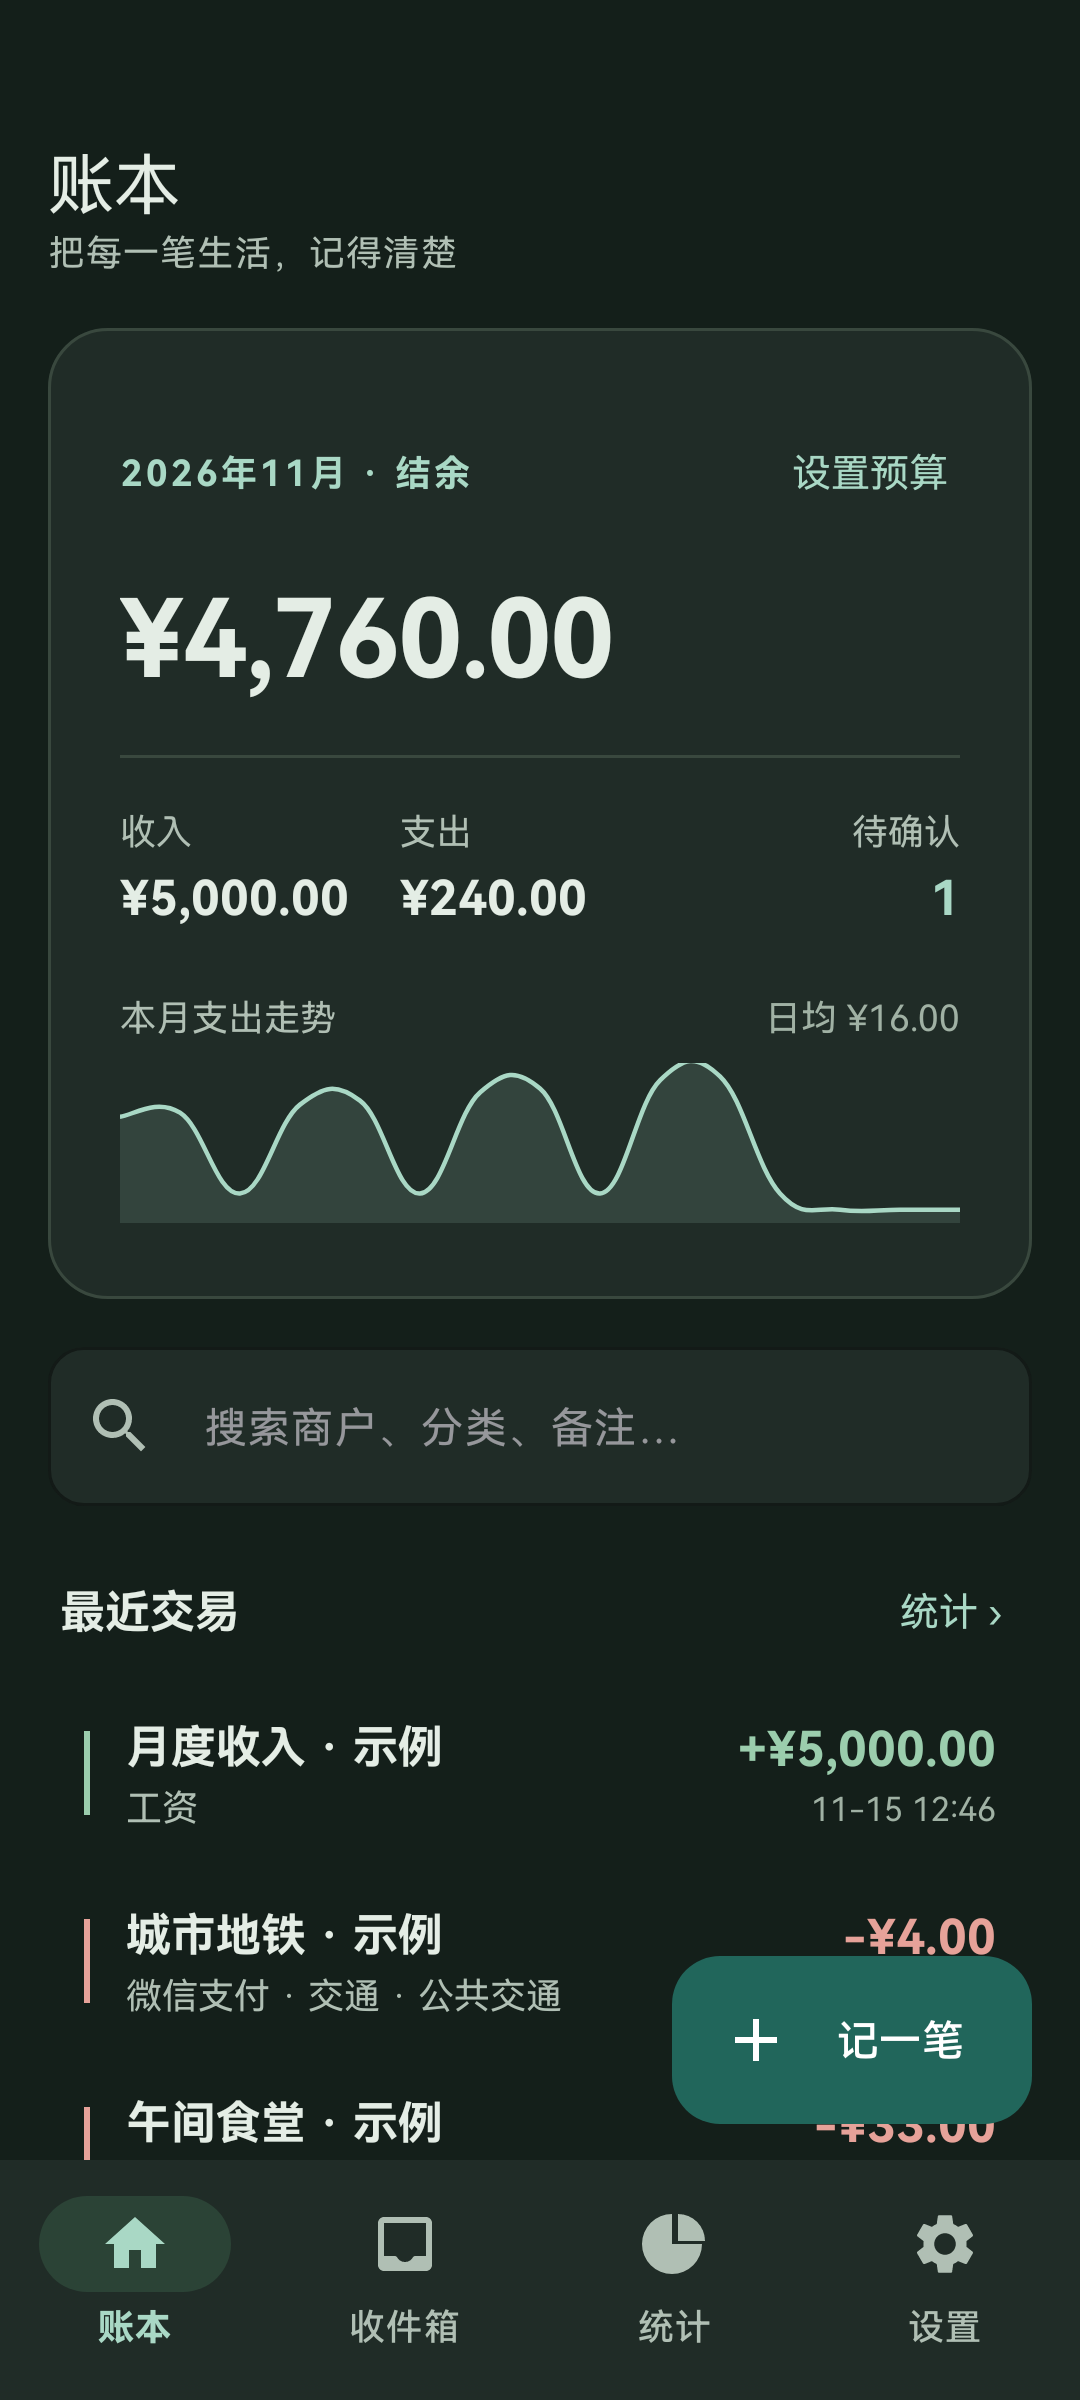 账本
把每一笔生活，记得清楚
2026年11月 · 结余
设置预算
¥4,760.00
收入
支出
待确认
¥5,000.00
¥240.00
1
本月支出走势
日均 ¥16.00
搜索商户、分类、备注...
最近交易
统计 ›
月度收入 · 示例
+¥5,000.00
工资
11-15 12:46
城市地铁 · 示例
-¥4.00
微信支付 · 交通 · 公共交通
记一笔
午间食堂 · 示例
-¥33.00
账本
收件箱
统计
设置